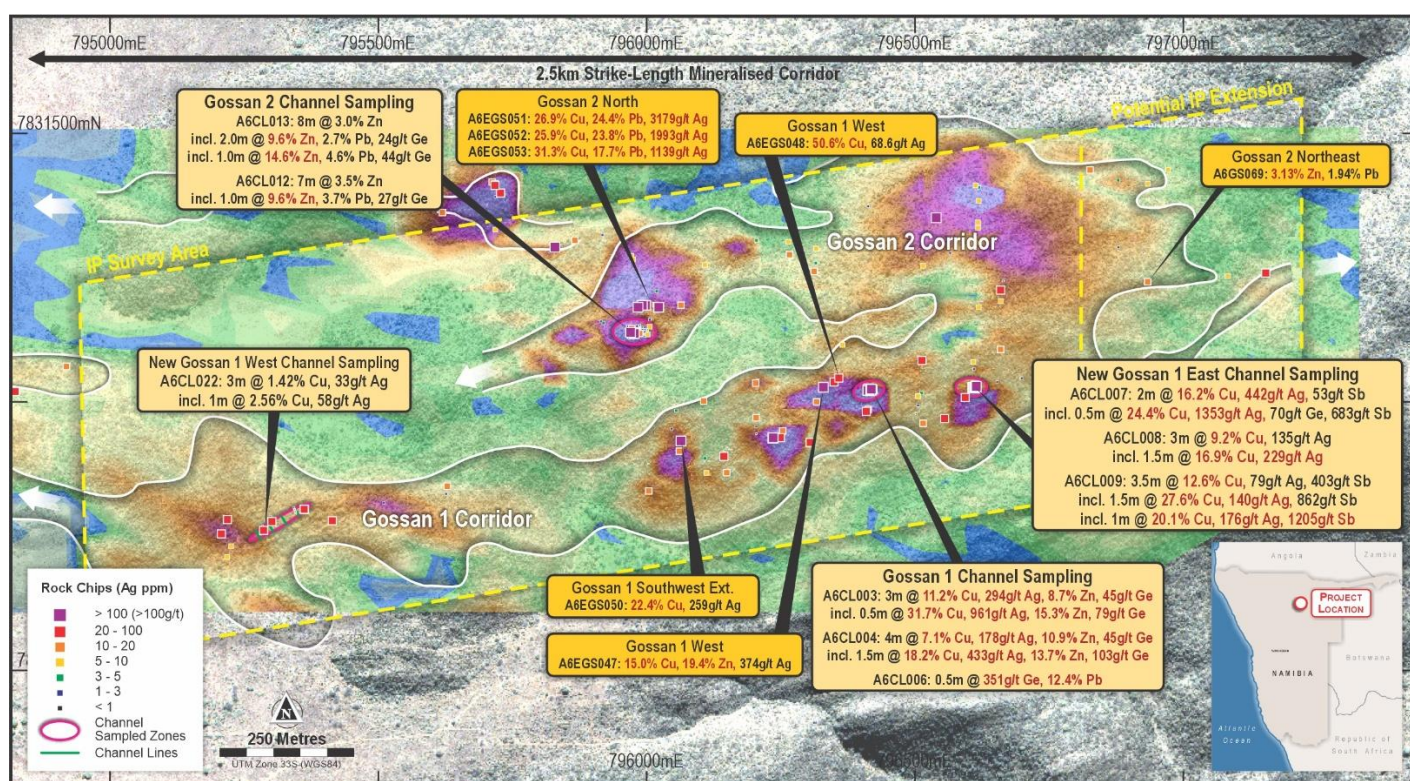 795000mE
795500mE
796000mE
796500mE
797000mE
2.5km Strike-Length Mineralised Corridor
7831500mN
Gossan 2 Channel Sampling
A6CL013: 8m @ 3.0% Zn
incl. 2.0m @ 9.6% Zn, 2.7% Pb, 24g/t Ge
incl. 1.0m @ 14.6% Zn, 4.6% Pb, 44g/t Ge
A6CL012: 7m @ 3.5% Zn
incl. 1.0m @ 9.6% Zn, 3.7% Pb, 27g/t Ge
Gossan 2 North
A6EGS051: 26.9% Cu, 24.4% Pb, 3179g/t Ag
A6EGS052: 25.9% Cu, 23.8% Pb, 1993g/t Ag
A6EGS053: 31.3% Cu, 17.7% Pb, 1139g/t Ag
Gossan 1 West
A6EGS048: 50.6% Cu, 68.6g/t Ag
Potential IP Extension
Gossan 2 Northeast
A6GS069: 3.13% Zn, 1.94% Pb
IP Survey Area
Gossan 2 Corridor
New Gossan 1 West Channel Sampling
A6CL022: 3m @ 1.42% Cu, 33g/t Ag
incl. 1m @ 2.56% Cu, 58g/t Ag
New Gossan 1 East Channel Sampling
A6CL007: 2m @ 16.2% Cu, 442g/t Ag, 53g/t Sb
incl. 0.5m @ 24.4% Cu, 1353g/t Ag, 70g/t Ge, 683g/t Sb
A6CL008: 3m @ 9.2% Cu, 135g/t Ag
incl. 1.5m @ 16.9% Cu, 229g/t Ag
A6CL009: 3.5m @ 12.6% Cu, 79g/t Ag, 403g/t Sb
incl. 1.5m @ 27.6% Cu, 140g/t Ag, 862g/t Sb
incl. 1m @ 20.1% Cu, 176g/t Ag, 1205g/t Sb
Gossan 1 Corridor
Gossan 1 Southwest Ext.
A6EGS050: 22.4% Cu, 259g/t Ag
Gossan 1 West
A6EGS047: 15.0% Cu, 19.4% Zn, 374g/t Ag
Gossan 1 Channel Sampling
A6CL003: 3m @ 11.2% Cu, 294g/t Ag, 8.7% Zn, 45g/t Ge
incl. 0.5m @ 31.7% Cu, 961g/t Ag, 15.3% Zn, 79g/t Ge
A6CL004: 4m @ 7.1% Cu, 178g/t Ag, 10.9% Zn, 45g/t Ge
incl. 1.5m @ 18.2% Cu, 433g/t Ag, 13.7% Zn, 103g/t Ge
A6CL006: 0.5m @ 351g/t Ge, 12.4% Pb
Rock Chips (Ag ppm)
> 100 (>100g/t)
20 - 100
10 - 20
5 - 10
3 - 5
1 - 3
< 1
Channel
Sampled Zones
Channel Lines
N
250 Metres
UTM Zone 33S (WGS84)
796000mE
Angola
Zambia
PROJECT
LOCATION
NAMIBIA
Botswana
Atlantic
Ocean
Republic of
South Africa